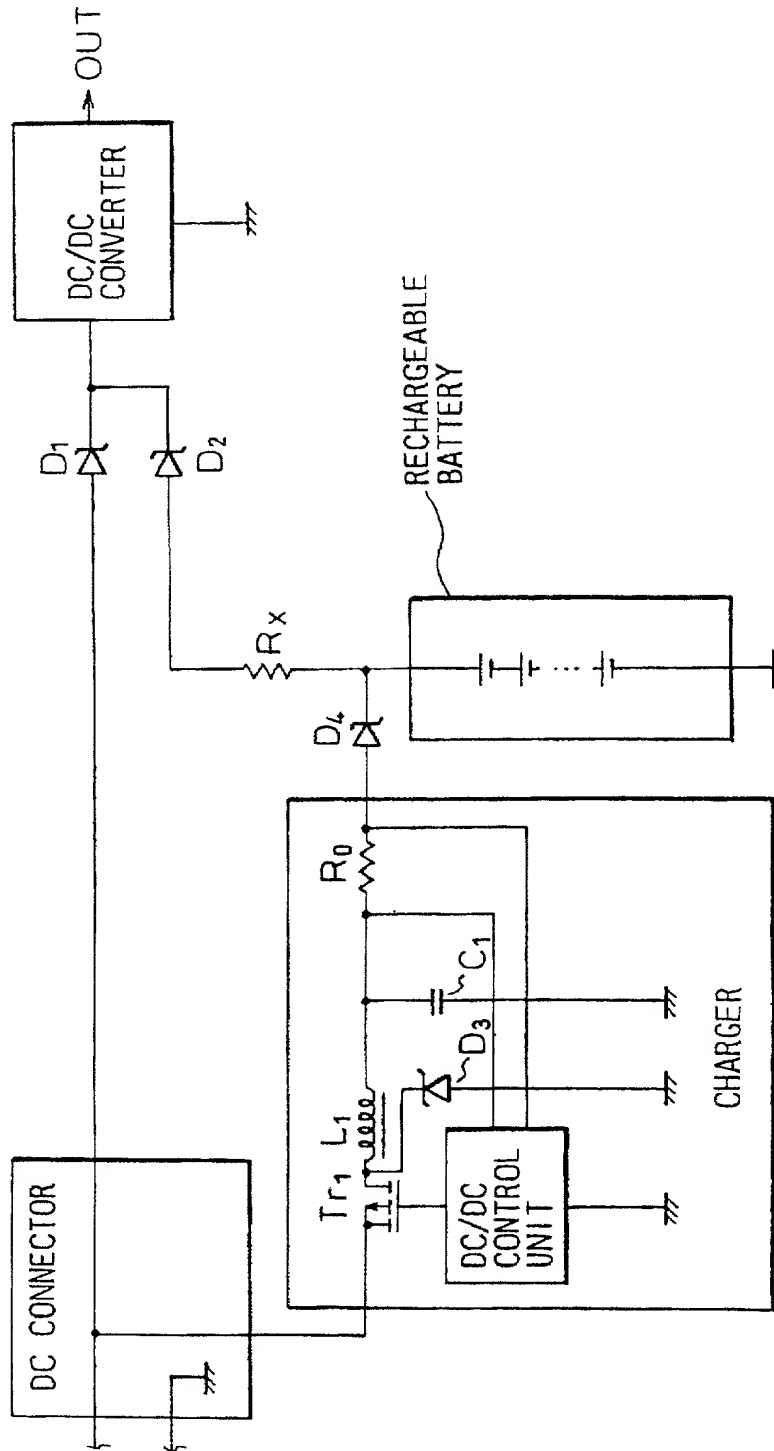 DC CONNECTOR
D1
D2
DC/DC
CONVERTER
OUT
Rx
D4
RECHARGEABLE
BATTERY
Tr1
L1
R0
C1
D3
DC/DC
CONTROL
UNIT
CHARGER